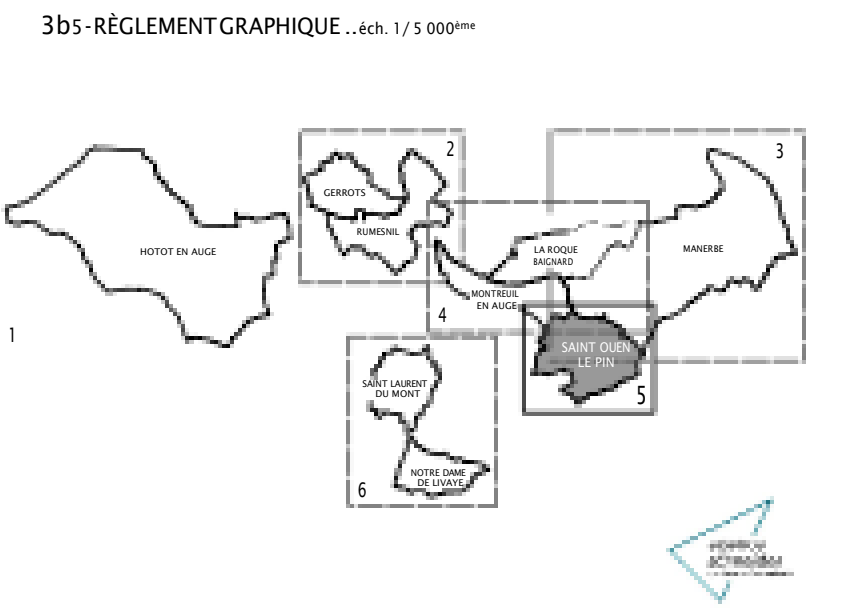 3b5-RÈGLEMENT GRAPHIQUE ..éch. 1/ 5 000ème
2
3
GERROTS
RUMESNIL
HOTOT EN AUGE
LA ROQUE
BAIGNARD
MANERBE
MONTREUIL
EN AUGE
4
1
SAINT OUEN
LE PIN
5
SAINT LAURENT
DU MONT
NOTRE DAME
DE LIVAYE
6